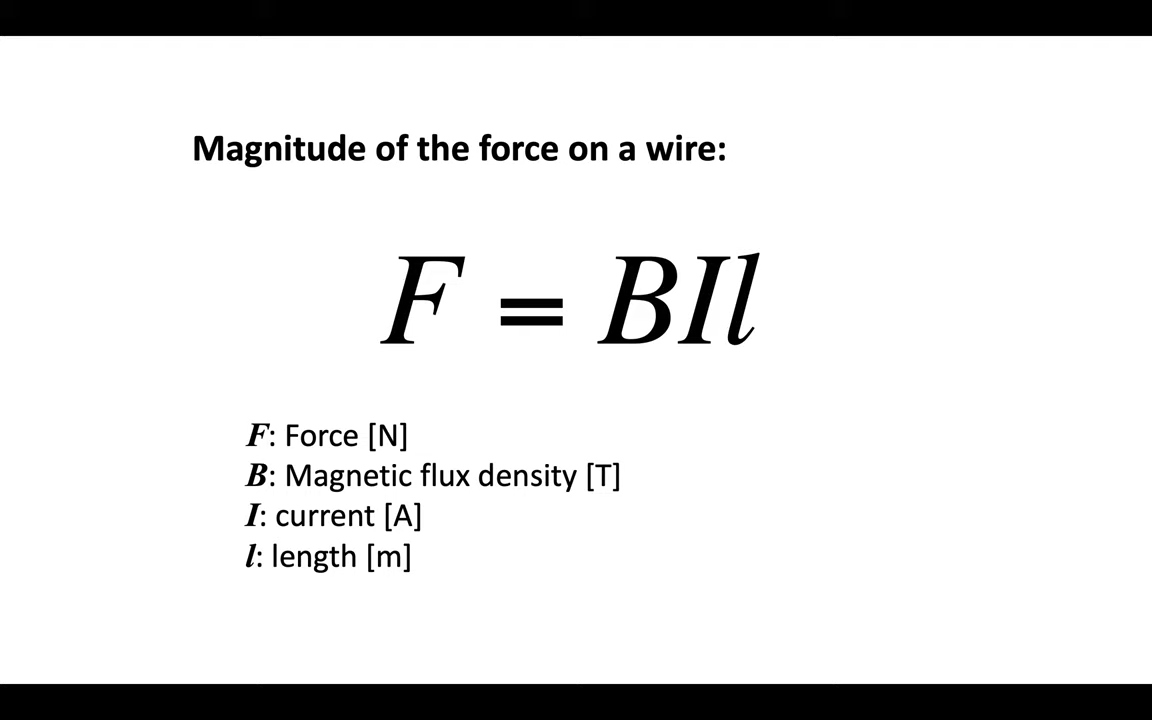 Magnitude of the force on a wire:
F = BIl
F: Force [N]
B: Magnetic flux density [T]
I: current [A]
l: length [m]